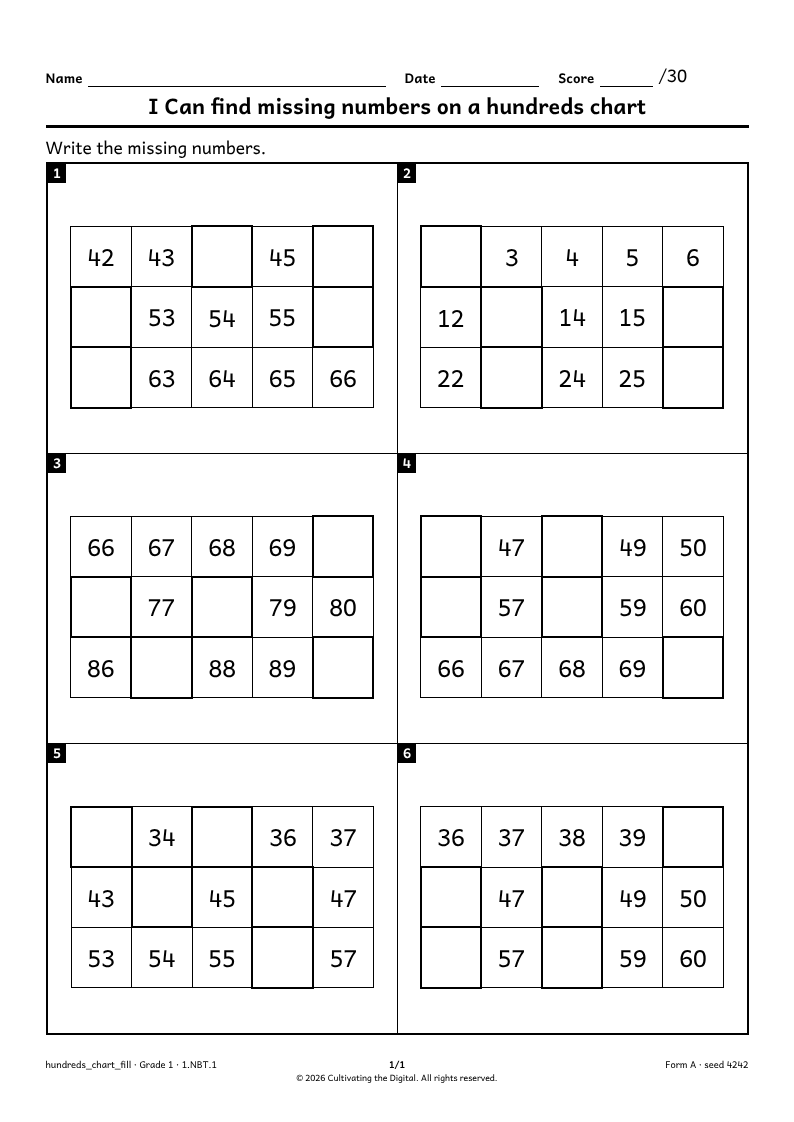 Name Date Score /30
I Can find missing numbers on a hundreds chart
Write the missing numbers.
1
42 43 45
53 54 55
63 64 65 66
2
3 4 5 6
12 14 15
22 24 25
3
66 67 68 69
77 79 80
86 88 89
4
47 49 50
57 59 60
66 67 68 69
5
34 36 37
43 45 47
53 54 55 57
6
36 37 38 39
47 49 50
57 59 60
hundreds_chart_fill · Grade 1 · 1.NBT.1 1/1 Form A · seed 4242
© 2026 Cultivating the Digital. All rights reserved.